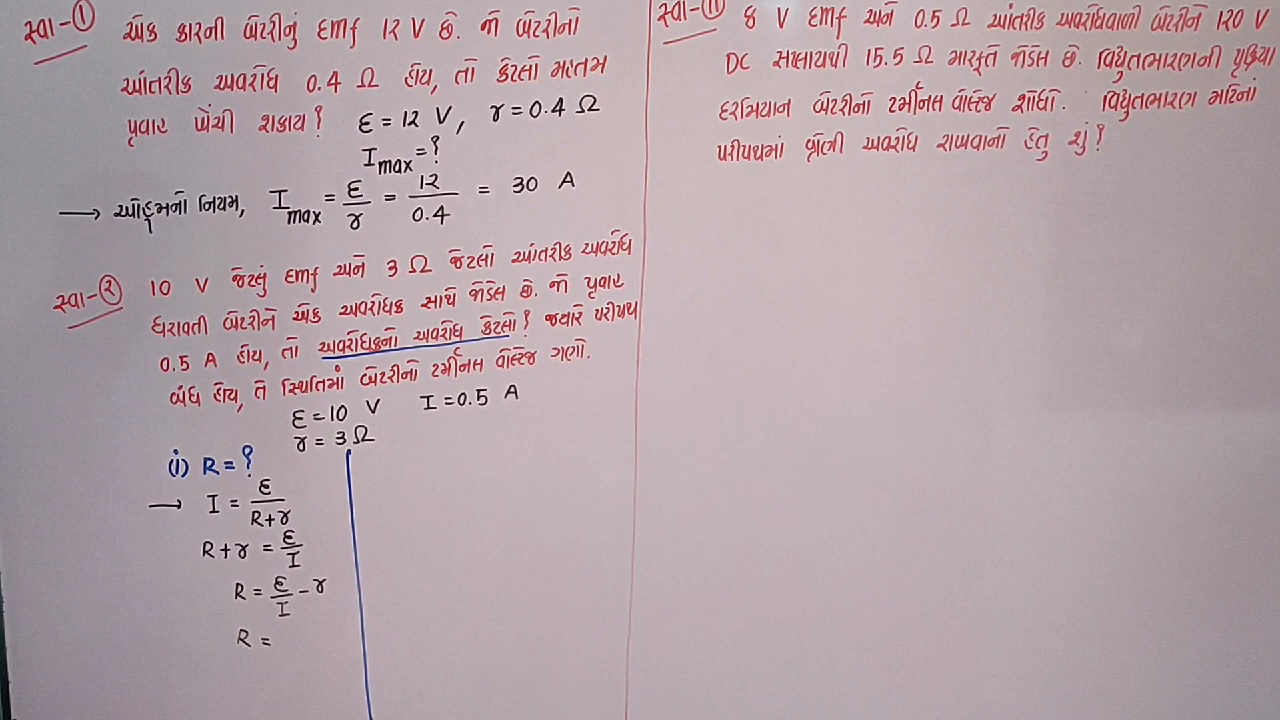 સ્વા-①
એક કારની બૅટરીનું emf 12 V છે. જો બૅટરીનો
આંતરીક અવરોધ 0.4 Ω હોય, તો કેટલો મહત્તમ
પ્રવાહ ખેંચી શકાય? ε = 12 V, r = 0.4 Ω
I max = ?
→ ઓહ્મનો નિયમ, I max = ε/r = 12/0.4 = 30 A
સ્વા-②
10 V જેટલું emf અને 3 Ω જેટલો આંતરીક અવરોધ
ધરાવતી બૅટરીને એક અવરોધક સાથે જોડેલ છે. જો પ્રવાહ
0.5 A હોય, તો અવરોધકનો અવરોધ કેટલો? જ્યારે પરીપથ
બંધ હોય, તે સ્થિતિમાં બૅટરીનો ટર્મીનલ વોલ્ટેજ ગણો.
ε = 10 V I = 0.5 A
r = 3 Ω
(i) R = ?
→ I = ε/R+r
R+r = ε/I
R = ε/I - r
R =
સ્વા-⑪
8 V emf અને 0.5 Ω આંતરીક અવરોધવાળી બૅટરીને 120 V
DC સપ્લાયથી 15.5 Ω મારફતે જોડેલ છે. વિદ્યુતભારણની પ્રક્રિયા
દરમિયાન બૅટરીનો ટર્મીનલ વોલ્ટેજ શોધો. વિદ્યુતભારણ માટેના
પરીપથમાં શ્રેણી અવરોધ રાખવાનો હેતુ શું?